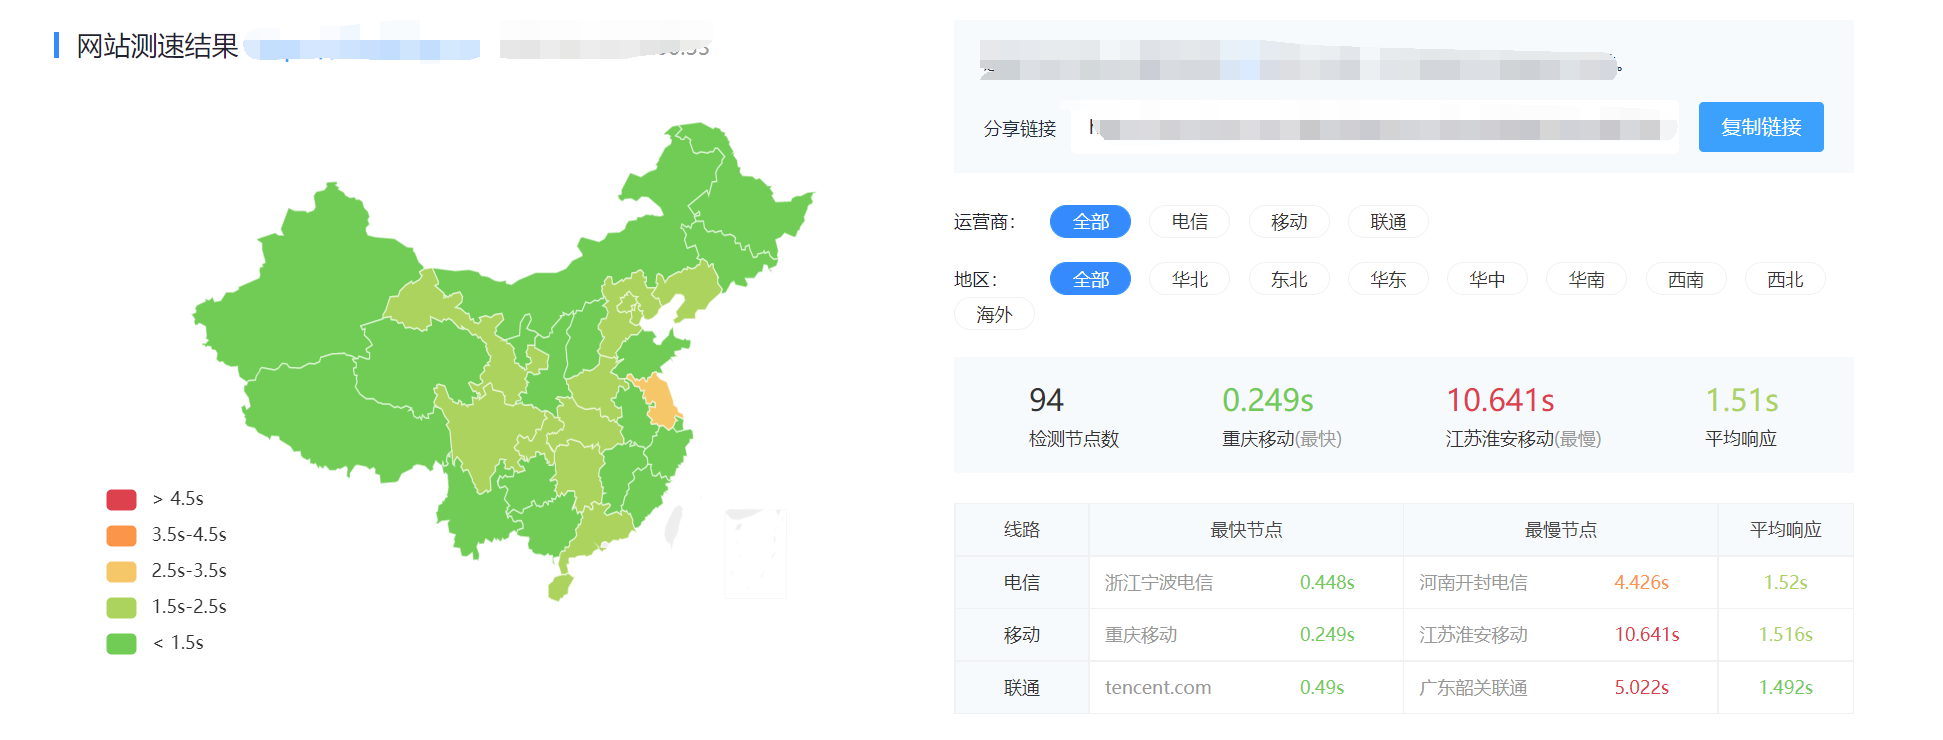 网站测速结果
分享链接
复制链接
运营商： 全部 电信 移动 联通
地区： 全部 华北 东北 华东 华中 华南 西南 西北
海外
94 0.249s 10.641s 1.51s
检测节点数 重庆移动(最快) 江苏淮安移动(最慢) 平均响应
> 4.5s
3.5s-4.5s
2.5s-3.5s
1.5s-2.5s
< 1.5s
线路 最快节点 最慢节点 平均响应
电信 浙江宁波电信 0.448s 河南开封电信 4.426s 1.52s
移动 重庆移动 0.249s 江苏淮安移动 10.641s 1.516s
联通 tencent.com 0.49s 广东韶关联通 5.022s 1.492s